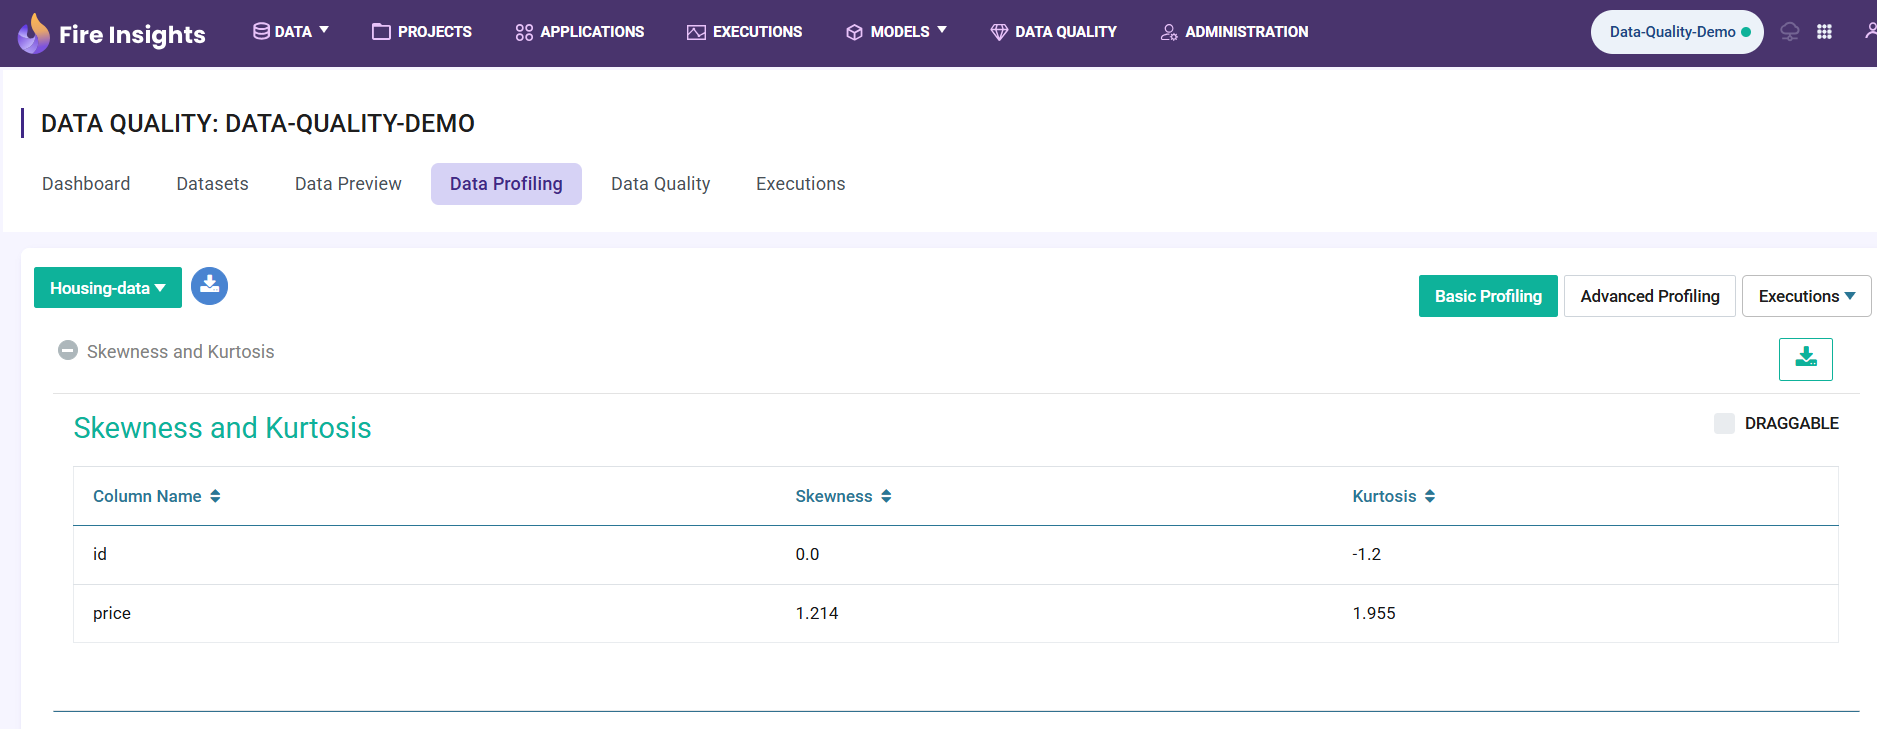 Fire Insights DATA PROJECTS APPLICATIONS EXECUTIONS MODELS DATA QUALITY ADMINISTRATION Data-Quality-Demo
DATA QUALITY: DATA-QUALITY-DEMO
Dashboard Datasets Data Preview Data Profiling Data Quality Executions
Housing-data Basic Profiling Advanced Profiling Executions
Skewness and Kurtosis
Skewness and Kurtosis DRAGGABLE
Column Name Skewness Kurtosis
id 0.0 -1.2
price 1.214 1.955